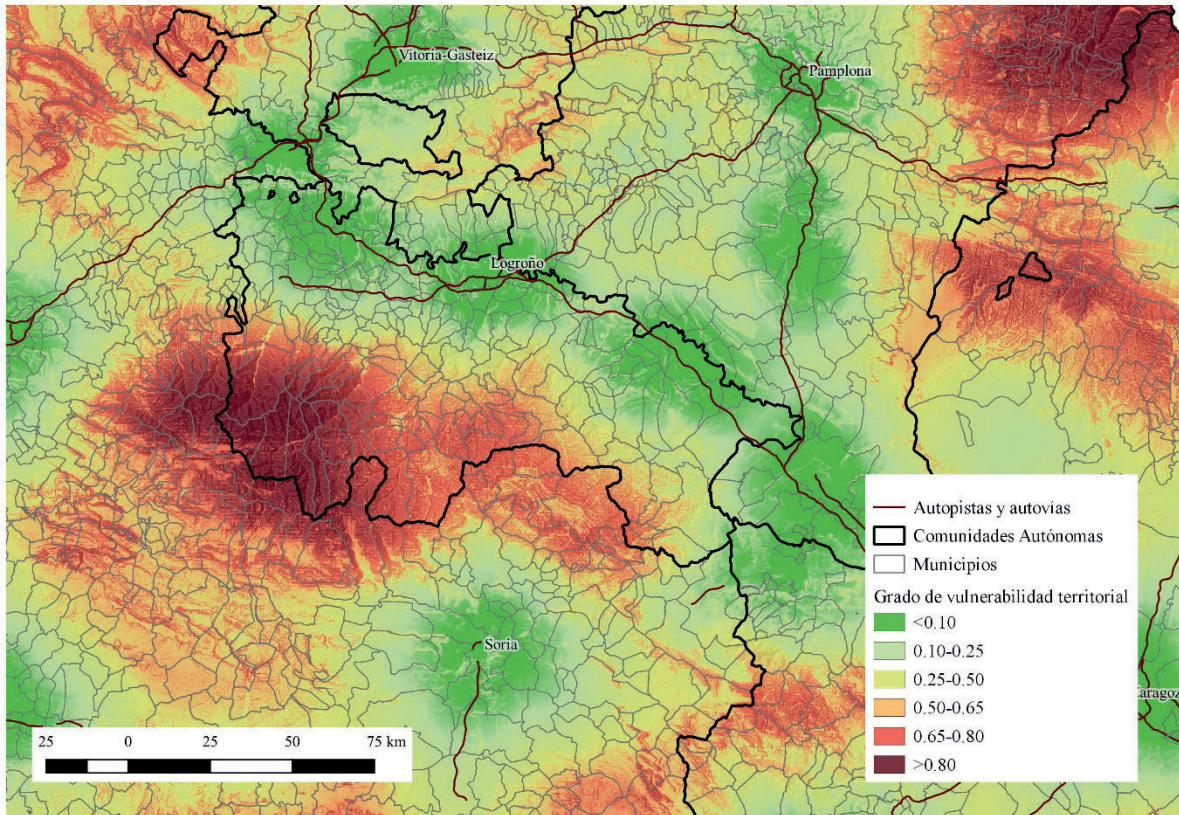 Vitoria-Gasteiz
Pamplona
Logroño
Soria
Zaragoz
Autopistas y autovías
Comunidades Autónomas
Municipios
Grado de vulnerabilidad territorial
<0.10
0.10-0.25
0.25-0.50
0.50-0.65
0.65-0.80
>0.80
25 0 25 50 75 km